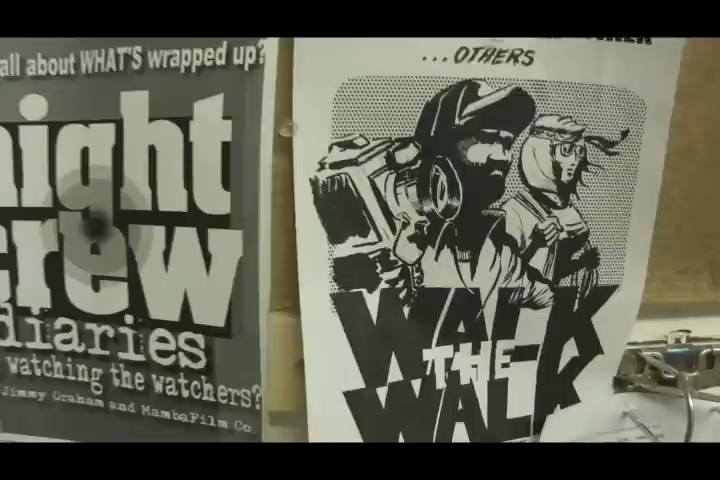 all about WHAT'S wrapped up?
night
crew
diaries
watching the watchers?
Jimmy Graham and MambaFilm Co.
...OTHERS
WALK
THE
WALK